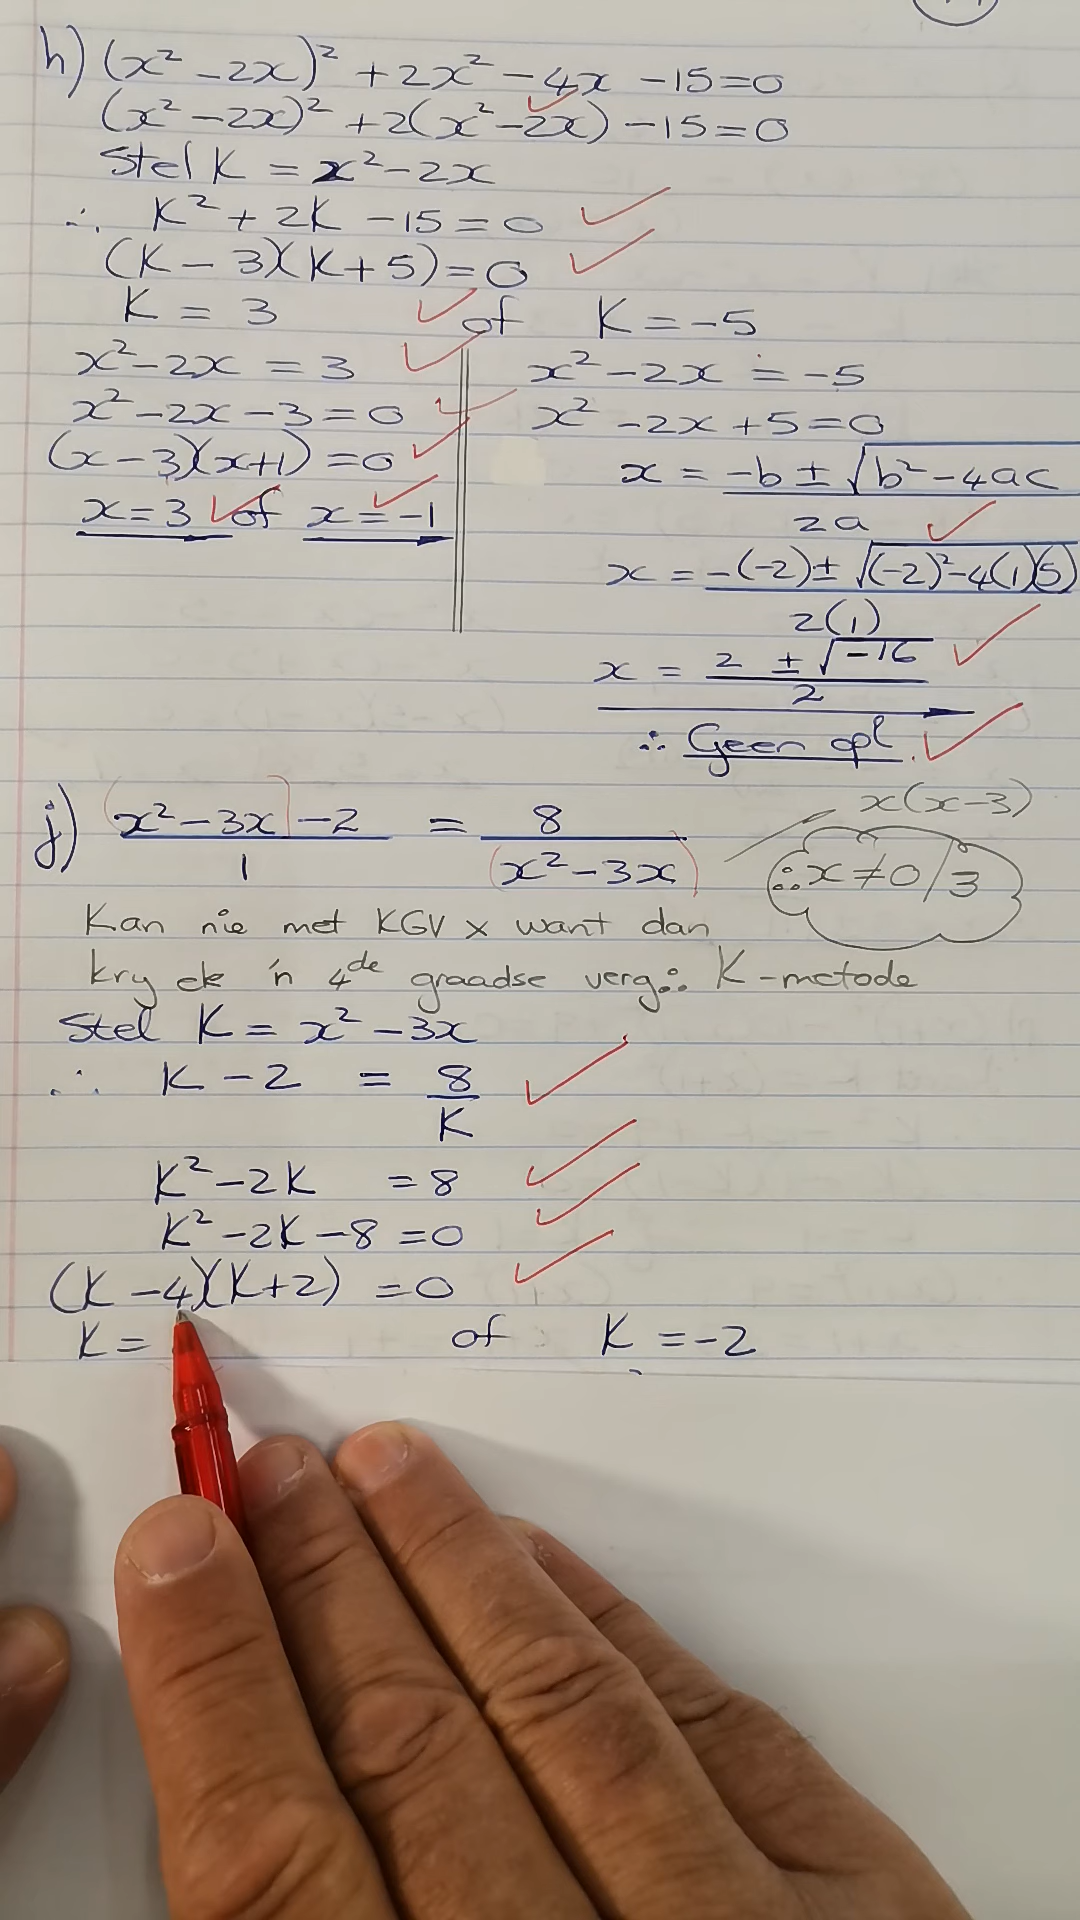 h) (x² - 2x)² + 2x² - 4x - 15 = 0
(x² - 2x)² + 2(x² - 2x) - 15 = 0
Stel K = x² - 2x
∴ K² + 2K - 15 = 0
(K - 3)(K + 5) = 0
K = 3 of K = -5
x² - 2x = 3
x² - 2x - 3 = 0
(x - 3)(x + 1) = 0
x = 3 of x = -1
x² - 2x = -5
x² - 2x + 5 = 0
x = -b ± √b² - 4ac / 2a
x = -(-2) ± √(-2)² - 4(1)(5) / 2(1)
x = 2 ± √-16 / 2
∴ Geen opl.
j) x² - 3x - 2 / 1 = 8 / (x² - 3x)
x(x - 3)
∴ x ≠ 0/3
Kan nie met KGV x want dan
kry ek 'n 4de graadse verg ∴ K-metode
Stel K = x² - 3x
∴ K - 2 = 8 / K
K² - 2K = 8
K² - 2K - 8 = 0
(K - 4)(K + 2) = 0
K = of K = -2